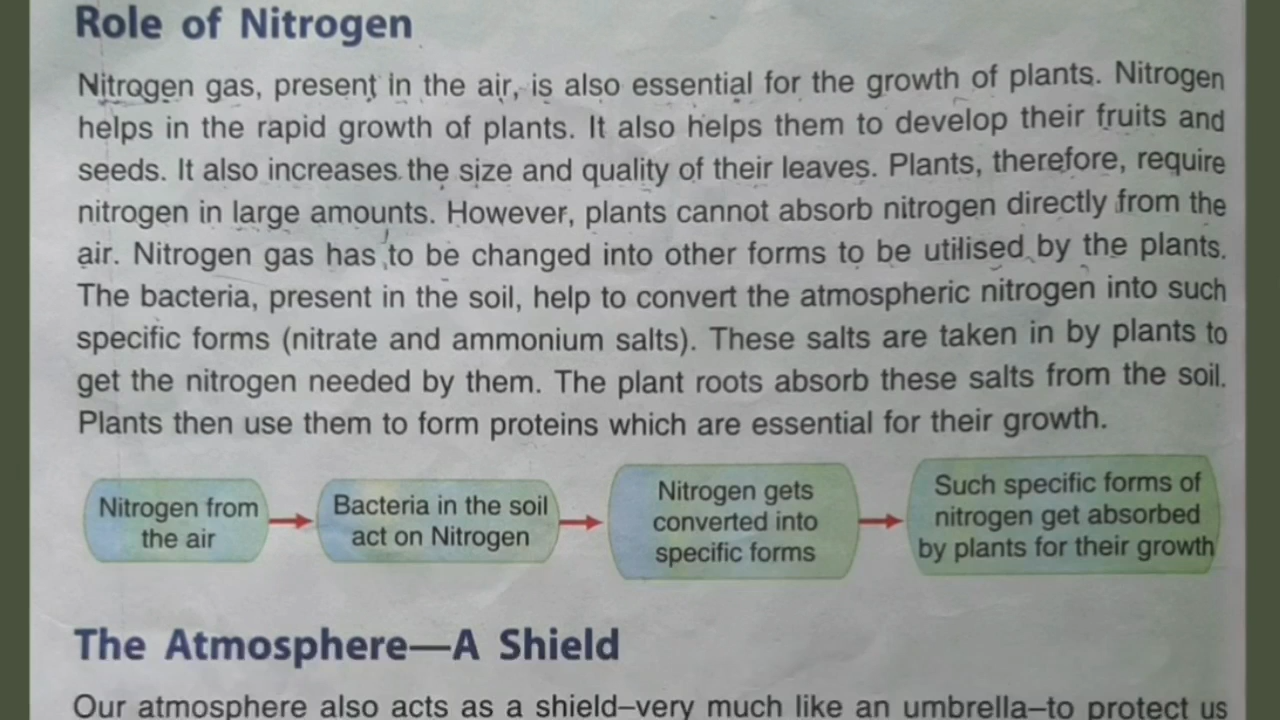 Role of Nitrogen
Nitrogen gas, present in the air, is also essential for the growth of plants. Nitrogen
helps in the rapid growth of plants. It also helps them to develop their fruits and
seeds. It also increases the size and quality of their leaves. Plants, therefore, require
nitrogen in large amounts. However, plants cannot absorb nitrogen directly from the
air. Nitrogen gas has to be changed into other forms to be utilised by the plants.
The bacteria, present in the soil, help to convert the atmospheric nitrogen into such
specific forms (nitrate and ammonium salts). These salts are taken in by plants to
get the nitrogen needed by them. The plant roots absorb these salts from the soil.
Plants then use them to form proteins which are essential for their growth.
Nitrogen from
the air
Bacteria in the soil
act on Nitrogen
Nitrogen gets
converted into
specific forms
Such specific forms of
nitrogen get absorbed
by plants for their growth
The Atmosphere—A Shield
Our atmosphere also acts as a shield–very much like an umbrella–to protect us